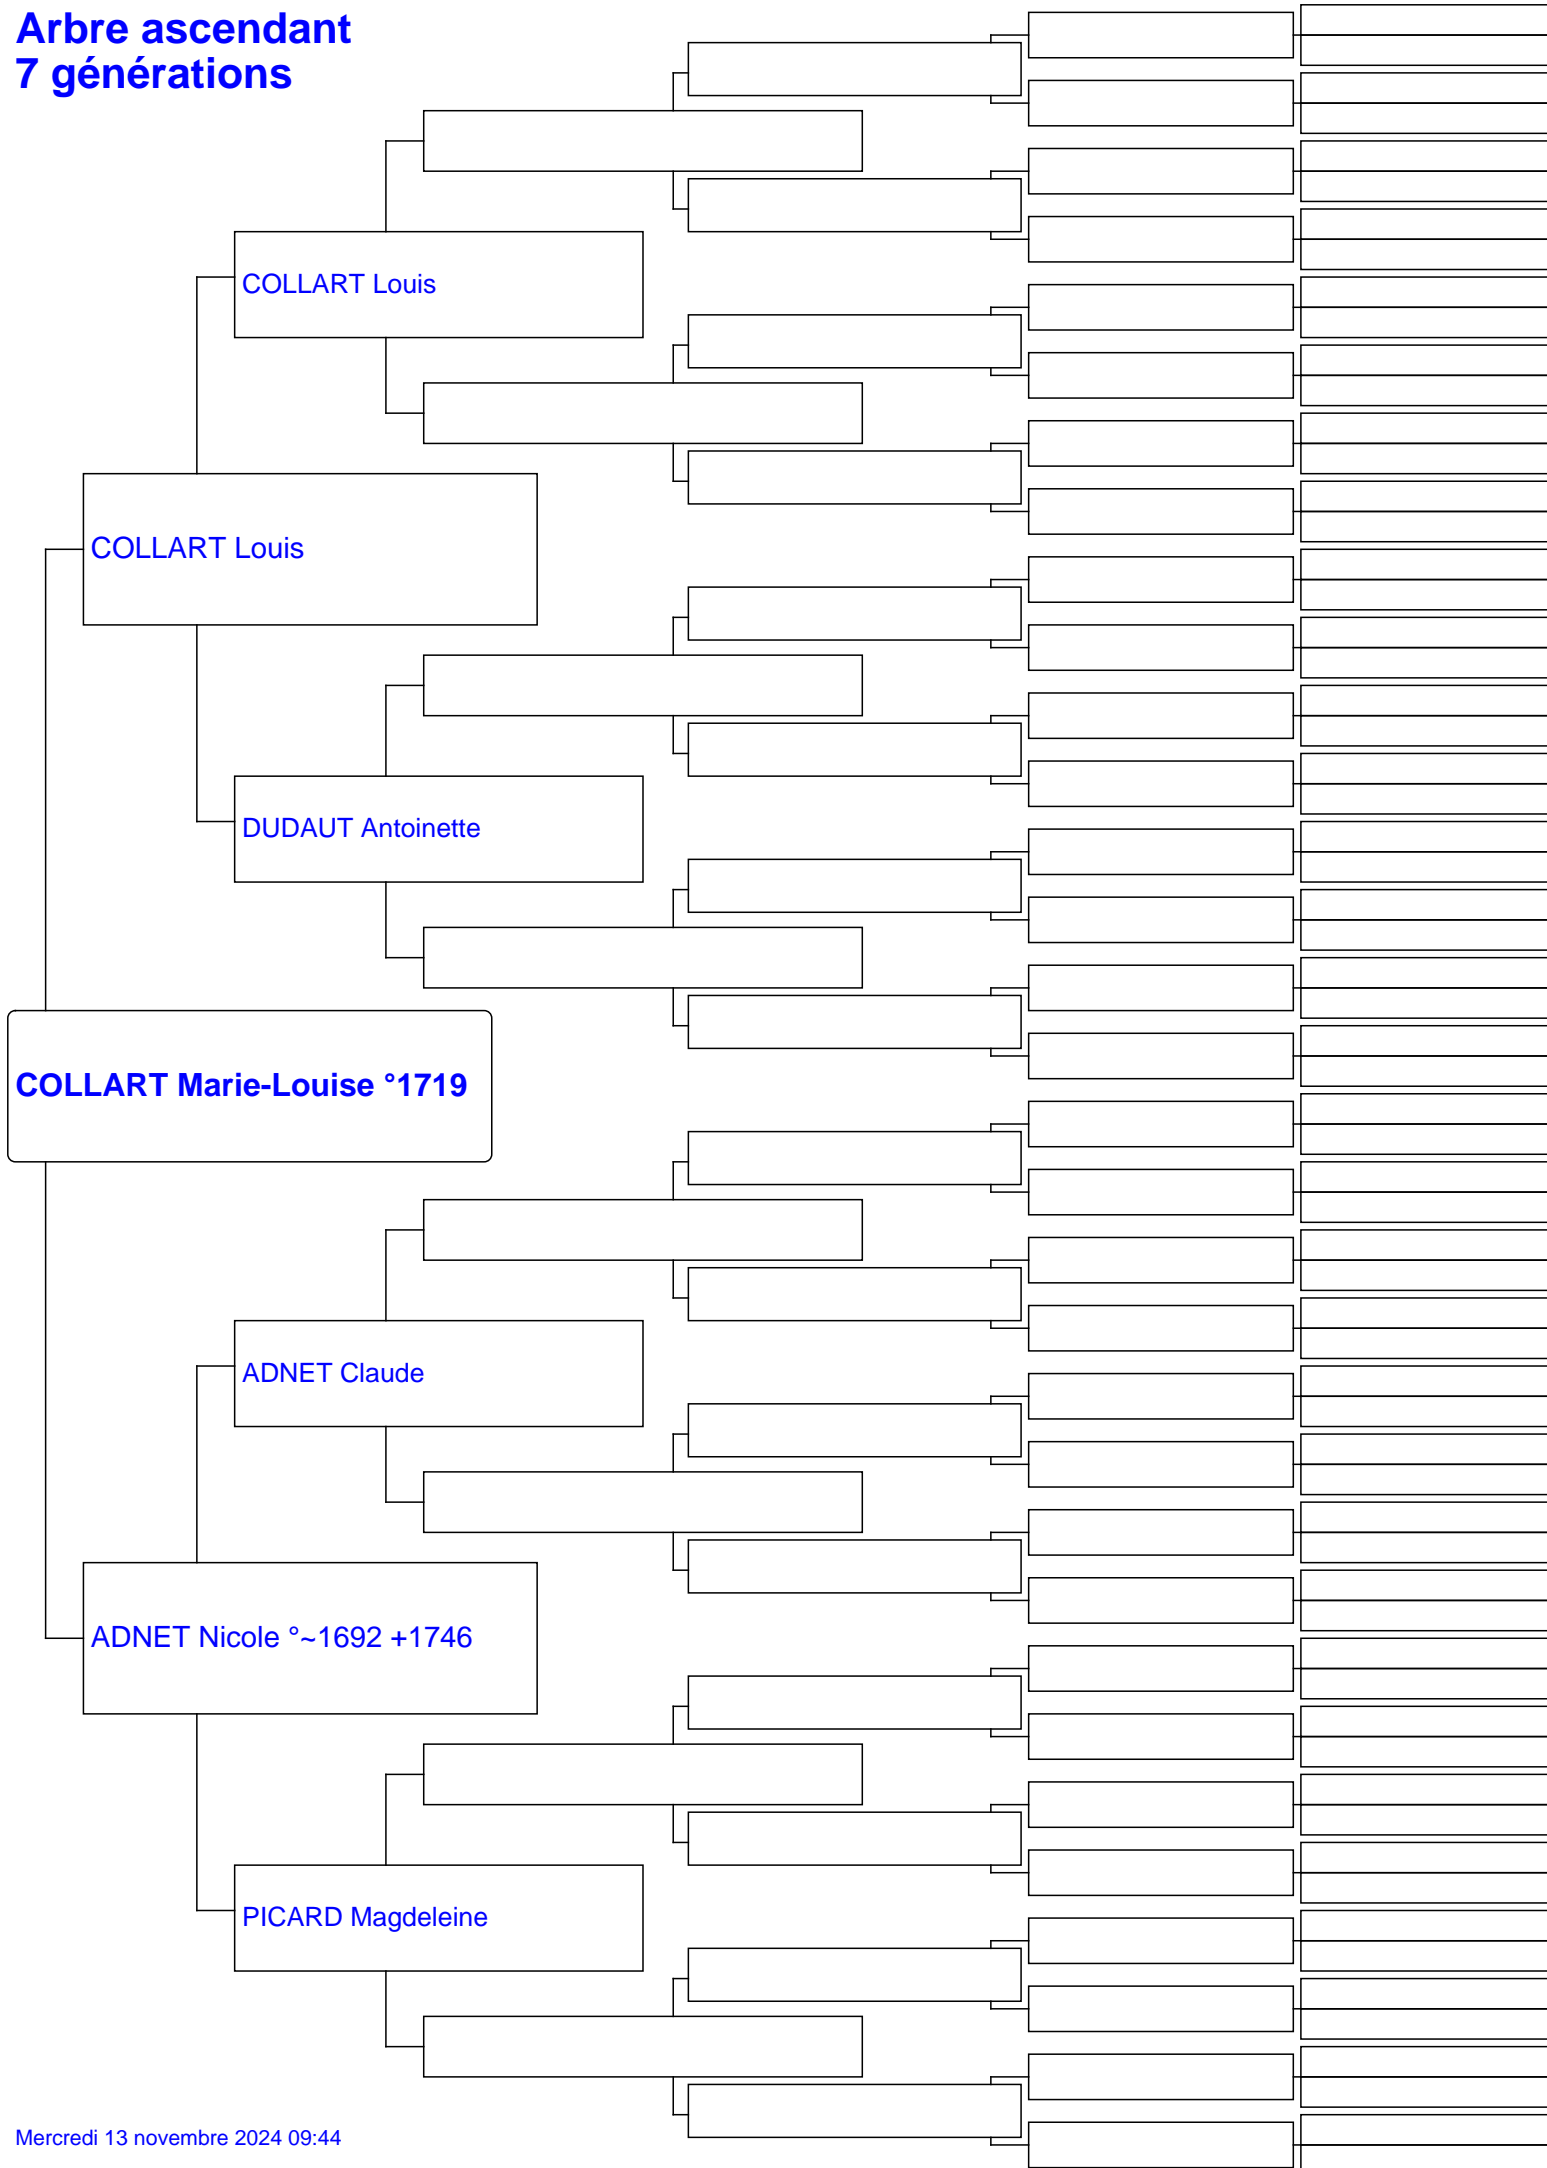 Arbre ascendant
7 générations
COLLART Louis
COLLART Louis
DUDAUT Antoinette
COLLART Marie-Louise °1719
ADNET Claude
ADNET Nicole °~1692 +1746
PICARD Magdeleine
Mercredi 13 novembre 2024 09:44